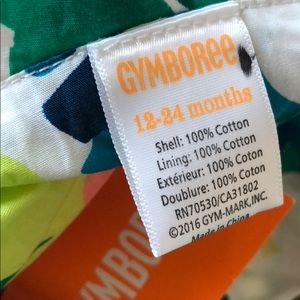 GYMBOREE
12-24 months
Shell: 100% Cotton
Lining: 100% Cotton
Extérieur: 100% Coton
Doublure: 100% Coton
RN70530/CA31802
©2016 GYM-MARK, INC.
Made in China
GYMBOR